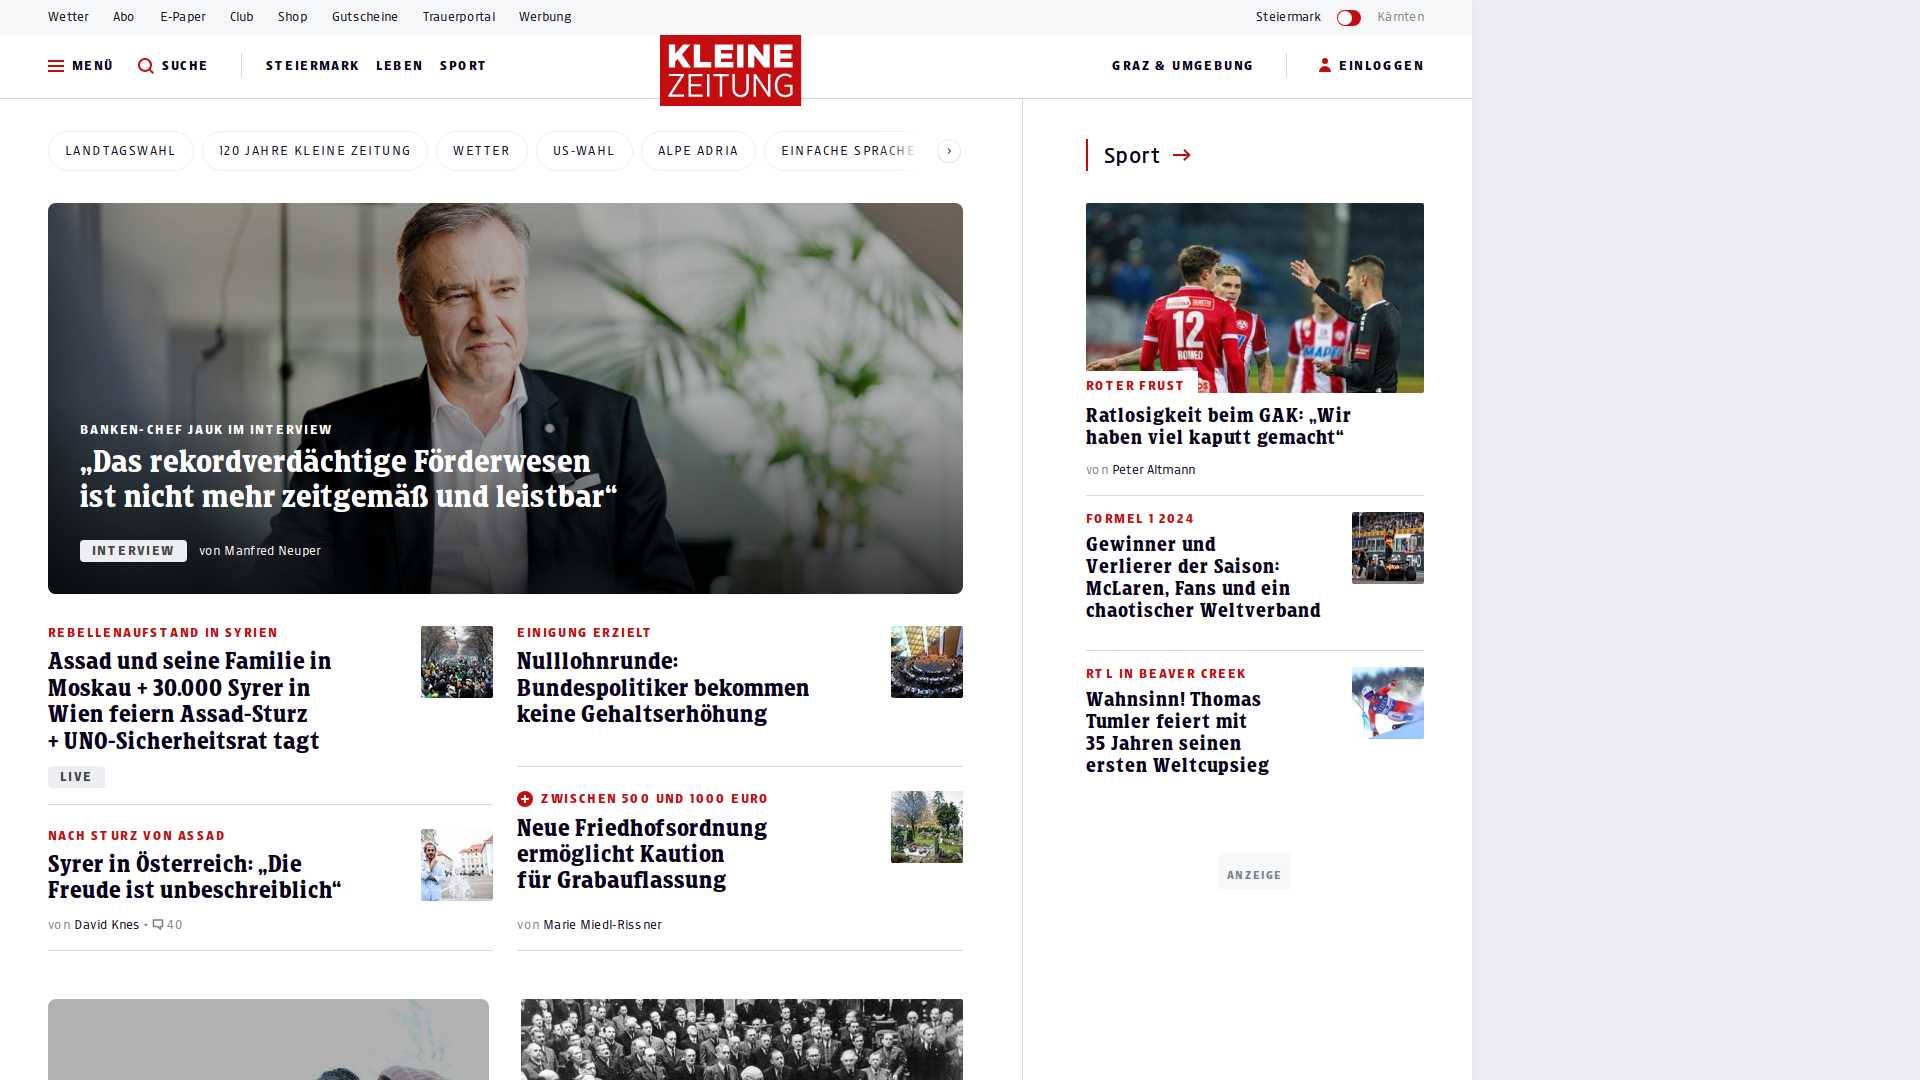 Wetter Abo E-Paper Club Shop Gutscheine Trauerportal Werbung Steiermark Kärnten
MENÜ SUCHE STEIERMARK LEBEN SPORT KLEINE ZEITUNG GRAZ & UMGEBUNG EINLOGGEN
LANDTAGSWAHL 120 JAHRE KLEINE ZEITUNG WETTER US-WAHL ALPE ADRIA EINFACHE SPRACHE
BANKEN-CHEF JAUK IM INTERVIEW
„Das rekordverdächtige Förderwesen
ist nicht mehr zeitgemäß und leistbar“
INTERVIEW von Manfred Neuper
REBELLENAUFSTAND IN SYRIEN
Assad und seine Familie in
Moskau + 30.000 Syrer in
Wien feiern Assad-Sturz
+ UNO-Sicherheitsrat tagt
LIVE
NACH STURZ VON ASSAD
Syrer in Österreich: „Die
Freude ist unbeschreiblich“
von David Knes • 40
EINIGUNG ERZIELT
Nulllohnrunde:
Bundespolitiker bekommen
keine Gehaltserhöhung
ZWISCHEN 500 UND 1000 EURO
Neue Friedhofsordnung
ermöglicht Kaution
für Grabauflassung
von Marie Miedl-Rissner
Sport
12
ROMEO
ROTER FRUST
Ratlosigkeit beim GAK: „Wir
haben viel kaputt gemacht“
von Peter Altmann
FORMEL 1 2024
Gewinner und
Verlierer der Saison:
McLaren, Fans und ein
chaotischer Weltverband
RTL IN BEAVER CREEK
Wahnsinn! Thomas
Tumler feiert mit
35 Jahren seinen
ersten Weltcupsieg
ANZEIGE